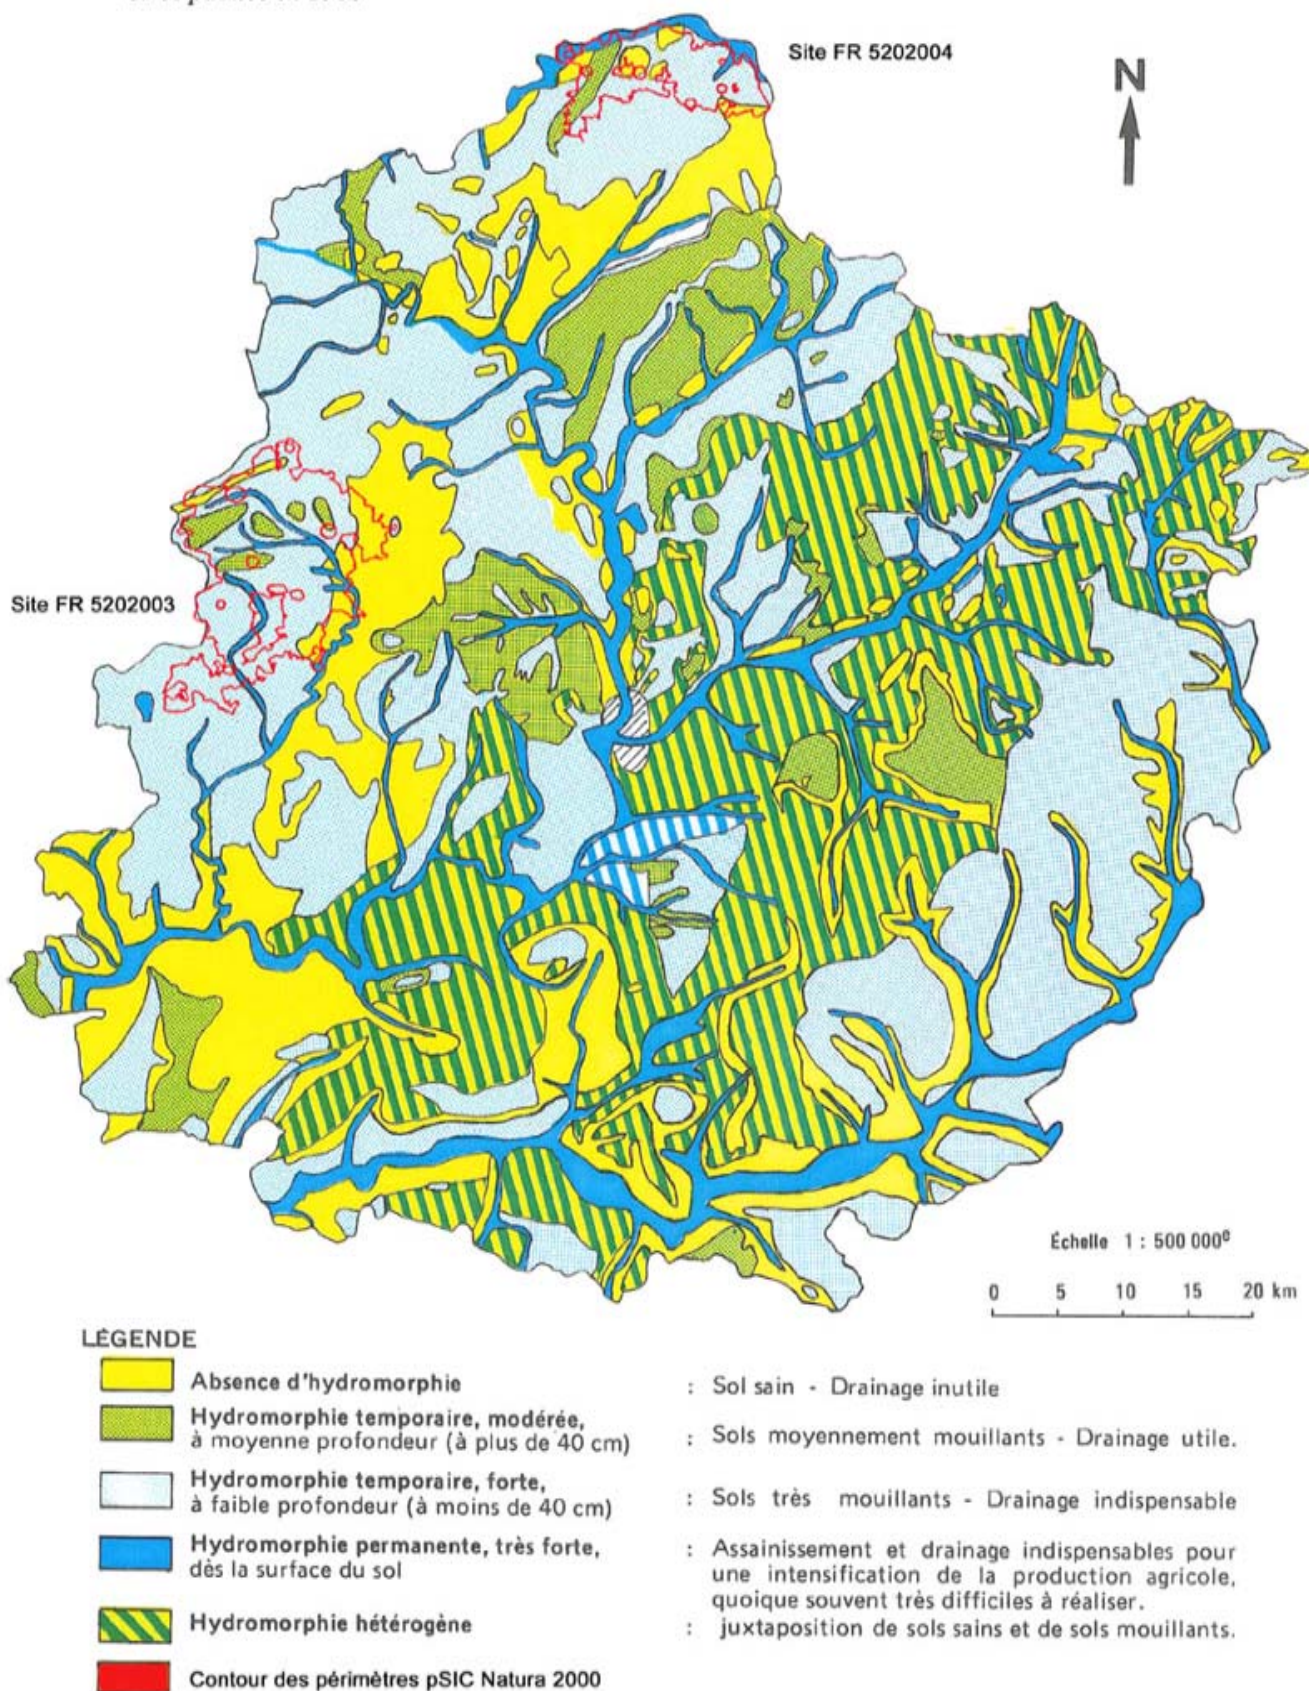 Site FR 5202004
N
Site FR 5202003
Échelle 1 : 500 000e
0 5 10 15 20 km
LÉGENDE
Absence d'hydromorphie : Sol sain - Drainage inutile
Hydromorphie temporaire, modérée,
à moyenne profondeur (à plus de 40 cm) : Sols moyennement mouillants - Drainage utile.
Hydromorphie temporaire, forte,
à faible profondeur (à moins de 40 cm) : Sols très mouillants - Drainage indispensable
Hydromorphie permanente, très forte,
dès la surface du sol
: Assainissement et drainage indispensables pour
une intensification de la production agricole,
quoique souvent très difficiles à réaliser.
Hydromorphie hétérogène : juxtaposition de sols sains et de sols mouillants.
Contour des périmètres pSIC Natura 2000